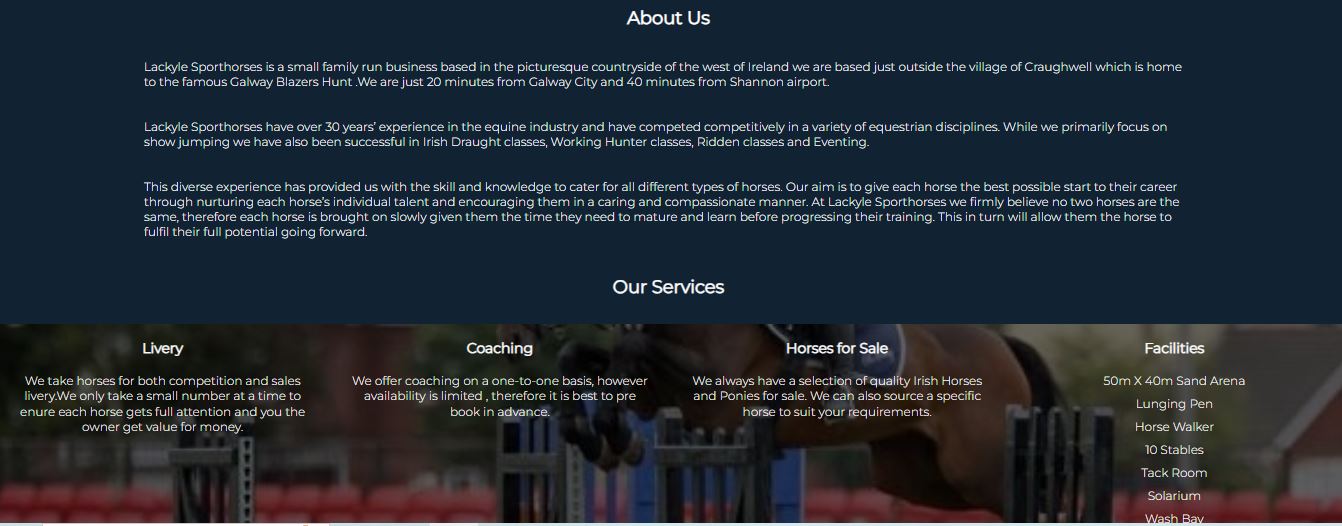 About Us
Lackyle Sporthorses is a small family run business based in the picturesque countryside of the west of Ireland we are based just outside the village of Craughwell which is home
to the famous Galway Blazers Hunt .We are just 20 minutes from Galway City and 40 minutes from Shannon airport.
Lackyle Sporthorses have over 30 years’ experience in the equine industry and have competed competitively in a variety of equestrian disciplines. While we primarily focus on
show jumping we have also been successful in Irish Draught classes, Working Hunter classes, Ridden classes and Eventing.
This diverse experience has provided us with the skill and knowledge to cater for all different types of horses. Our aim is to give each horse the best possible start to their career
through nurturing each horse’s individual talent and encouraging them in a caring and compassionate manner. At Lackyle Sporthorses we firmly believe no two horses are the
same, therefore each horse is brought on slowly given them the time they need to mature and learn before progressing their training. This in turn will allow them the horse to
fulfil their full potential going forward.
Our Services
Livery
We take horses for both competition and sales
livery.We only take a small number at a time to
enure each horse gets full attention and you the
owner get value for money.
Coaching
We offer coaching on a one-to-one basis, however
availability is limited , therefore it is best to pre
book in advance.
Horses for Sale
We always have a selection of quality Irish Horses
and Ponies for sale. We can also source a specific
horse to suit your requirements.
Facilities
50m X 40m Sand Arena
Lunging Pen
Horse Walker
10 Stables
Tack Room
Solarium
Wash Bay